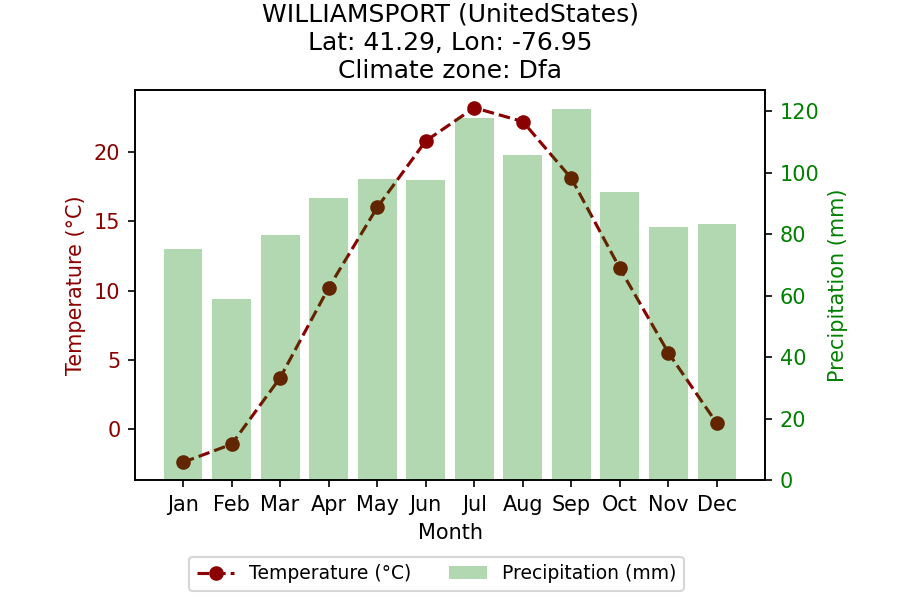 WILLIAMSPORT (UnitedStates)
Lat: 41.29, Lon: -76.95
Climate zone: Dfa
20
15
10
5
0
Temperature (°C)
120
100
80
60
40
20
0
Precipitation (mm)
Jan Feb Mar Apr May Jun Jul Aug Sep Oct Nov Dec
Month
Temperature (°C) Precipitation (mm)